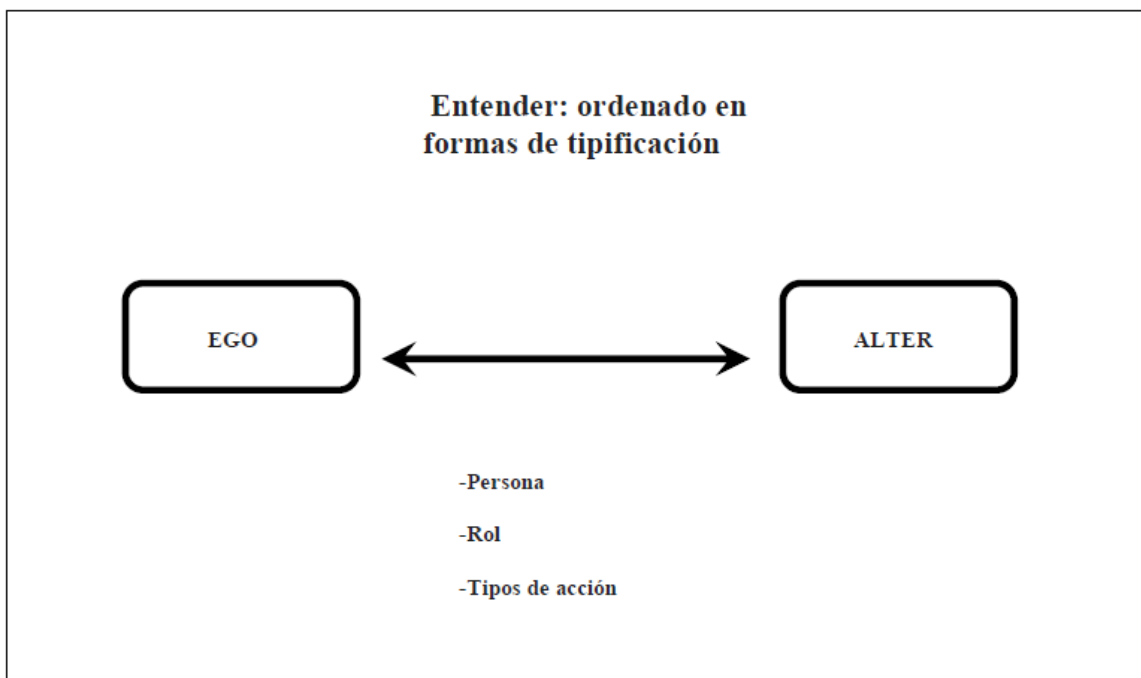 Entender: ordenado en
formas de tipificación
EGO
ALTER
-Persona
-Rol
-Tipos de acción